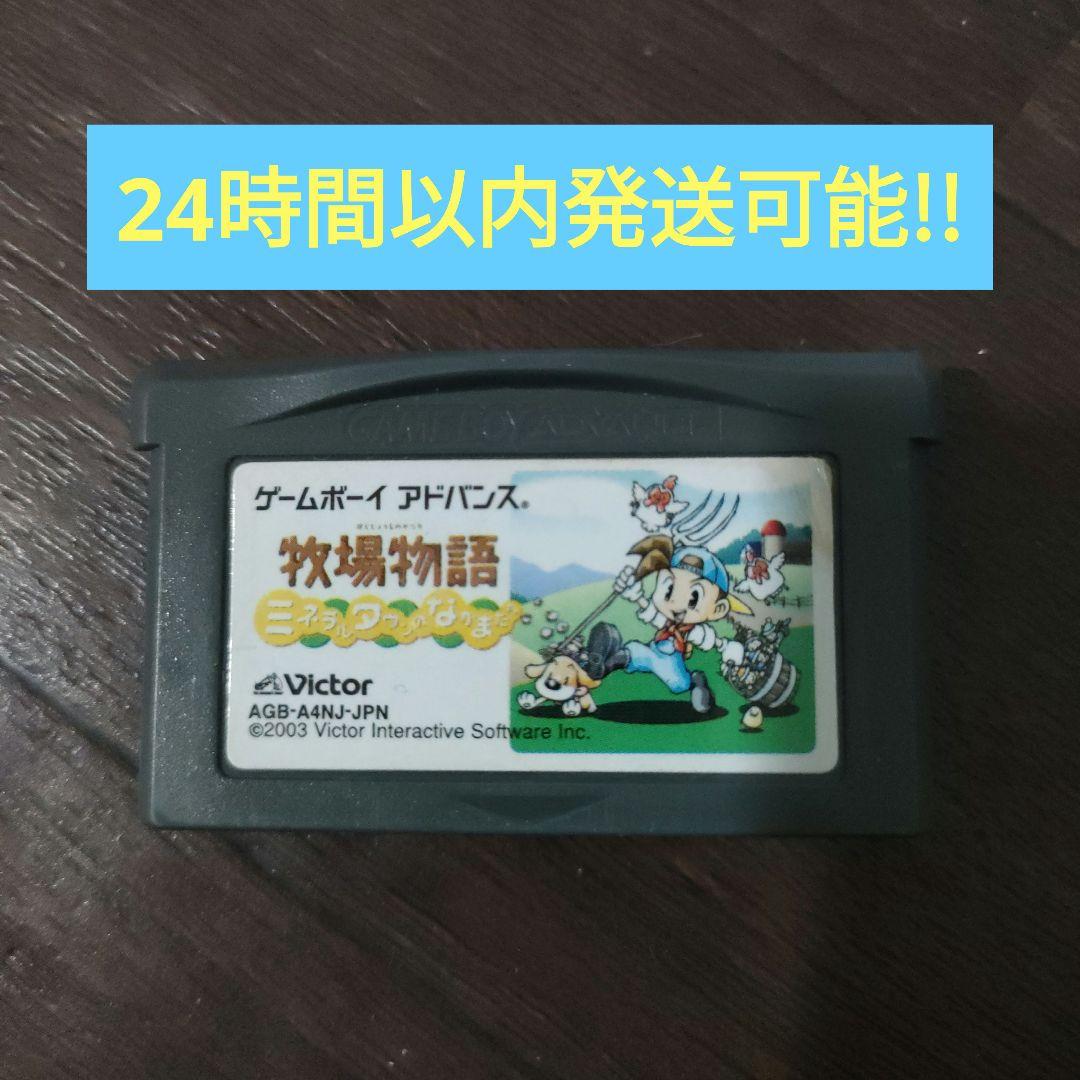 24時間以内発送可能!!
GAME BOY ADVANCE
ゲームボーイ アドバンス®
ぼくじょうものがたり
牧場物語
ミネラルタウンのなかまたち
Victor
AGB-A4NJ-JPN
©2003 Victor Interactive Software Inc.